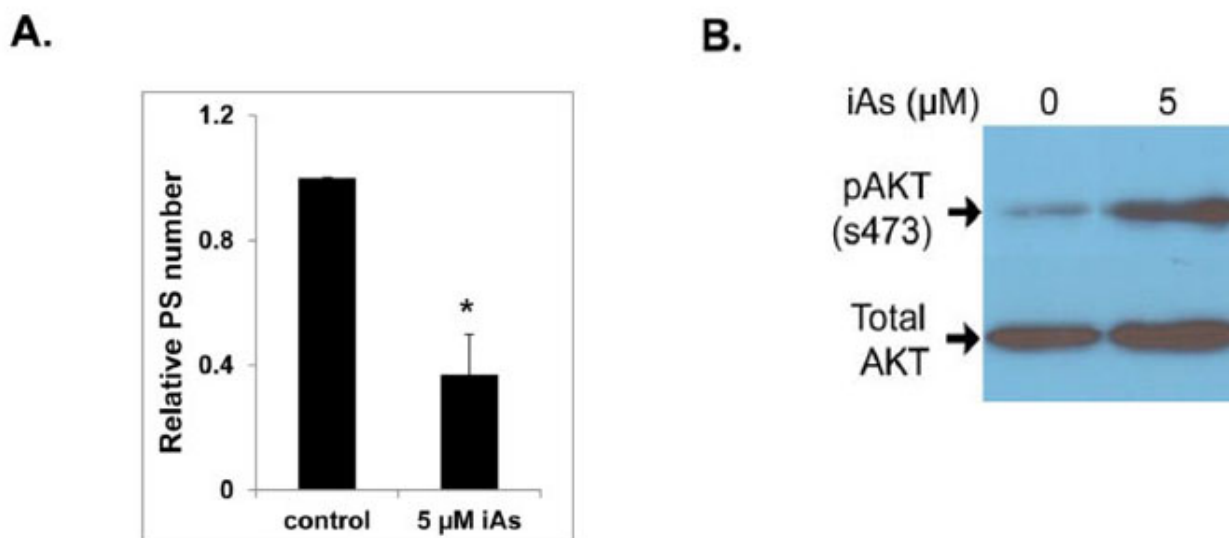 A.
1.2
0.8
0.4
0
Relative PS number
*
control
5 µM iAs
B.
iAs (µM) 0 5
pAKT
(s473)
Total
AKT